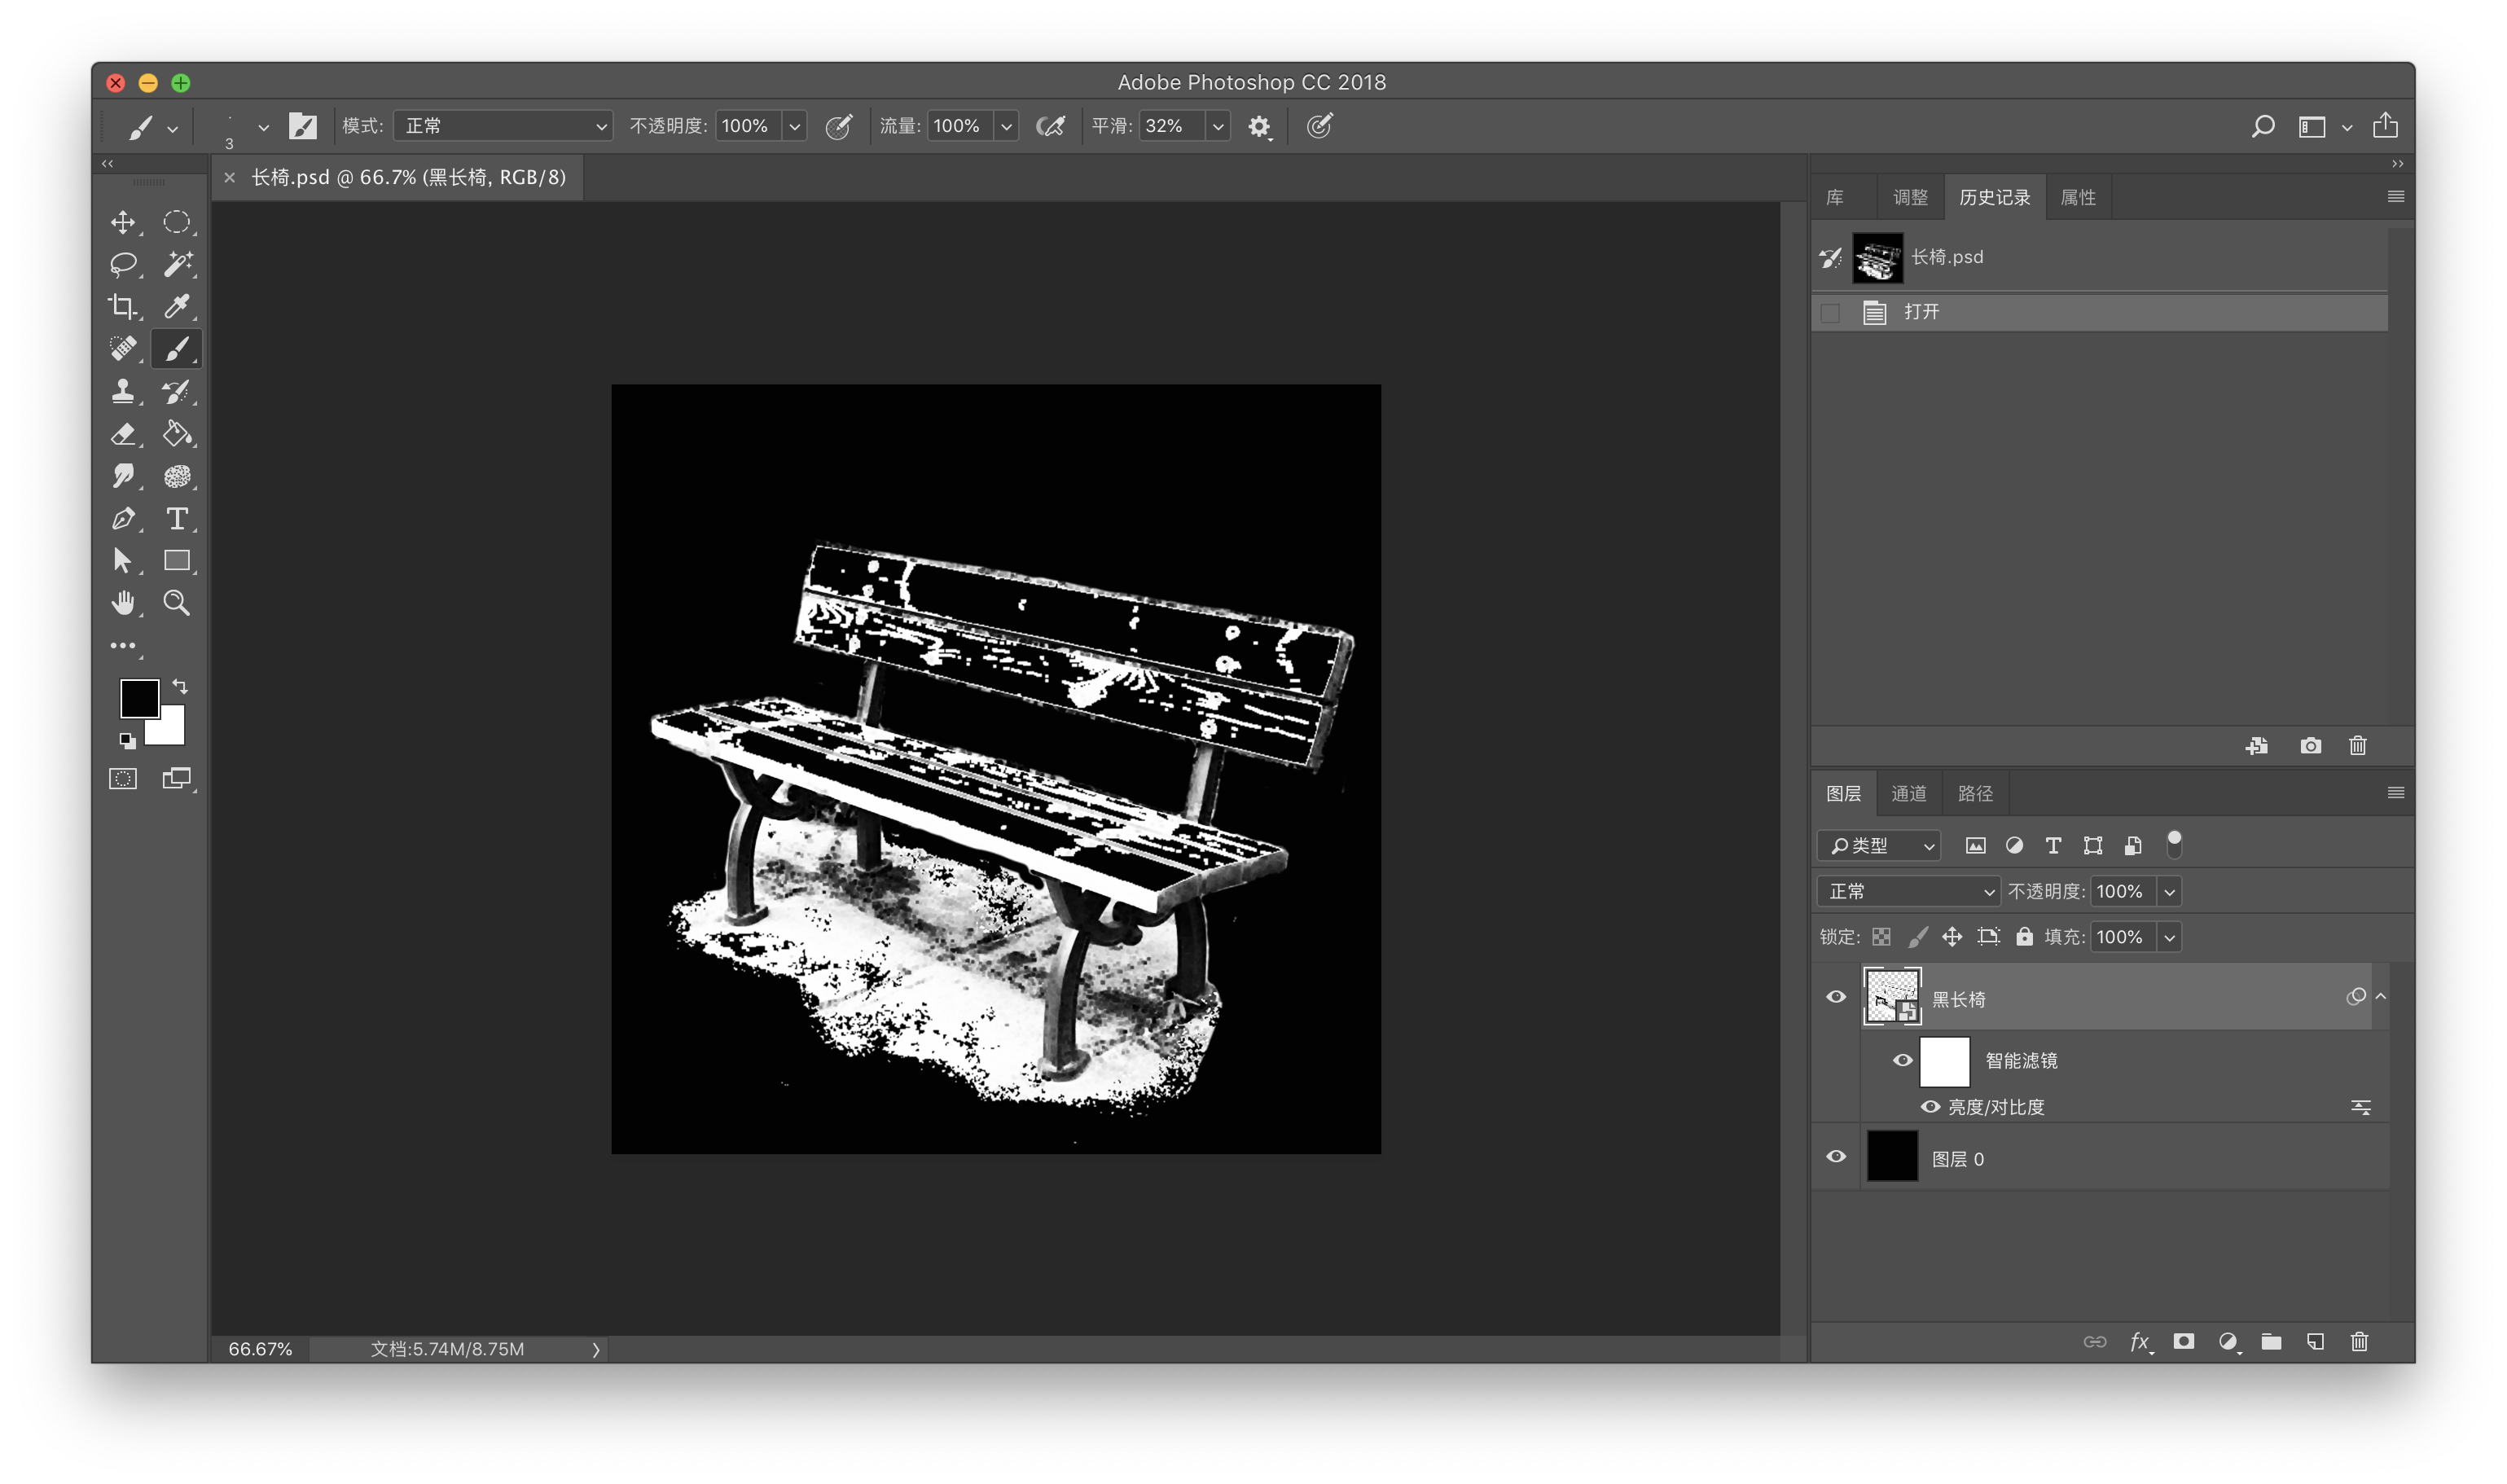 Adobe Photoshop CC 2018
3
模式: 正常 不透明度: 100% 流量: 100% 平滑: 32%
长椅.psd @ 66.7% (黑长椅, RGB/8)
库 调整 历史记录 属性
长椅.psd
打开
图层 通道 路径
类型
正常 不透明度: 100%
锁定: 填充: 100%
黑长椅
智能滤镜
亮度/对比度
图层 0
fx
66.67% 文档:5.74M/8.75M